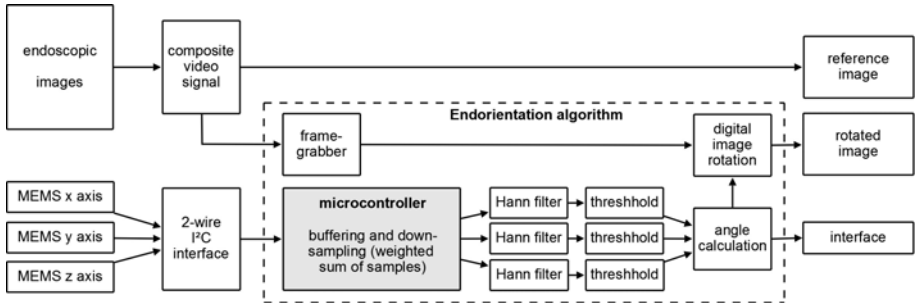 endoscopic
images
composite
video
signal
reference
image
Endorientation algorithm
frame-
grabber
digital
image
rotation
rotated
image
MEMS x axis
MEMS y axis
MEMS z axis
2-wire
I²C
interface
microcontroller
buffering and down-
sampling (weighted
sum of samples)
Hann filter
threshhold
Hann filter
threshhold
Hann filter
threshhold
angle
calculation
interface